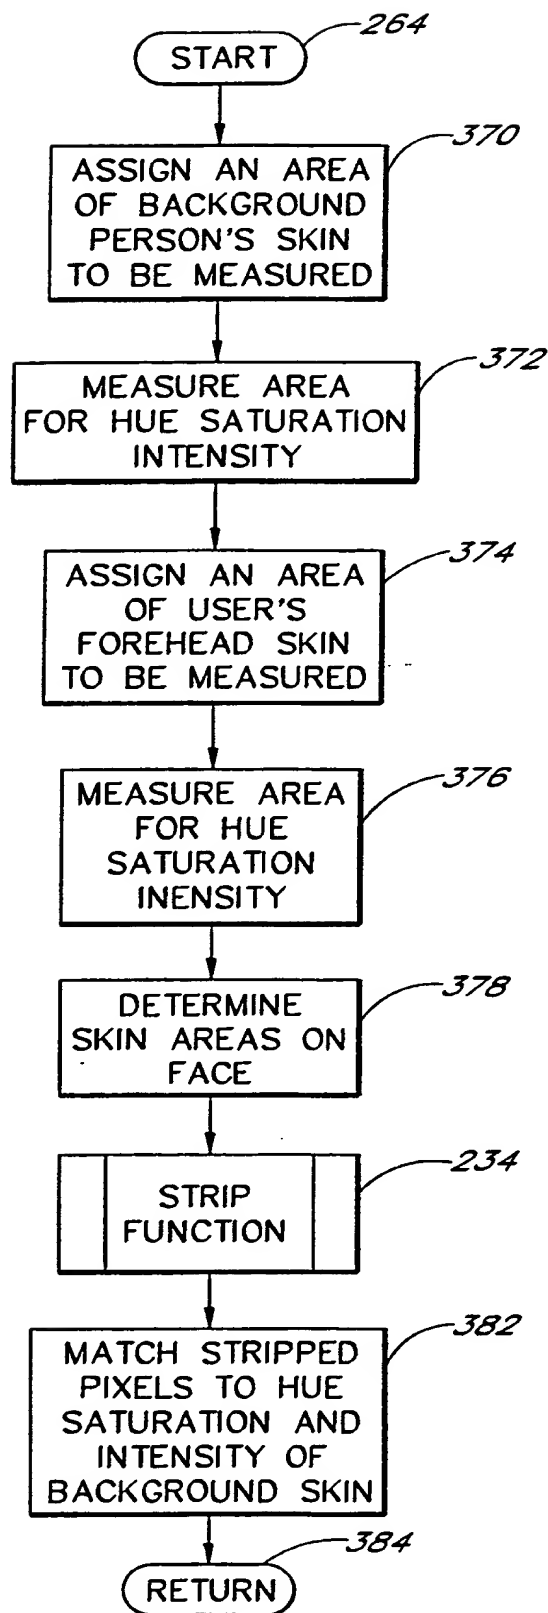 264
START
370
ASSIGN AN AREA
OF BACKGROUND
PERSON'S SKIN
TO BE MEASURED
372
MEASURE AREA
FOR HUE SATURATION
INTENSITY
374
ASSIGN AN AREA
OF USER'S
FOREHEAD SKIN
TO BE MEASURED
376
MEASURE AREA
FOR HUE
SATURATION
INENSITY
378
DETERMINE
SKIN AREAS ON
FACE
234
STRIP
FUNCTION
382
MATCH STRIPPED
PIXELS TO HUE
SATURATION AND
INTENSITY OF
BACKGROUND SKIN
384
RETURN